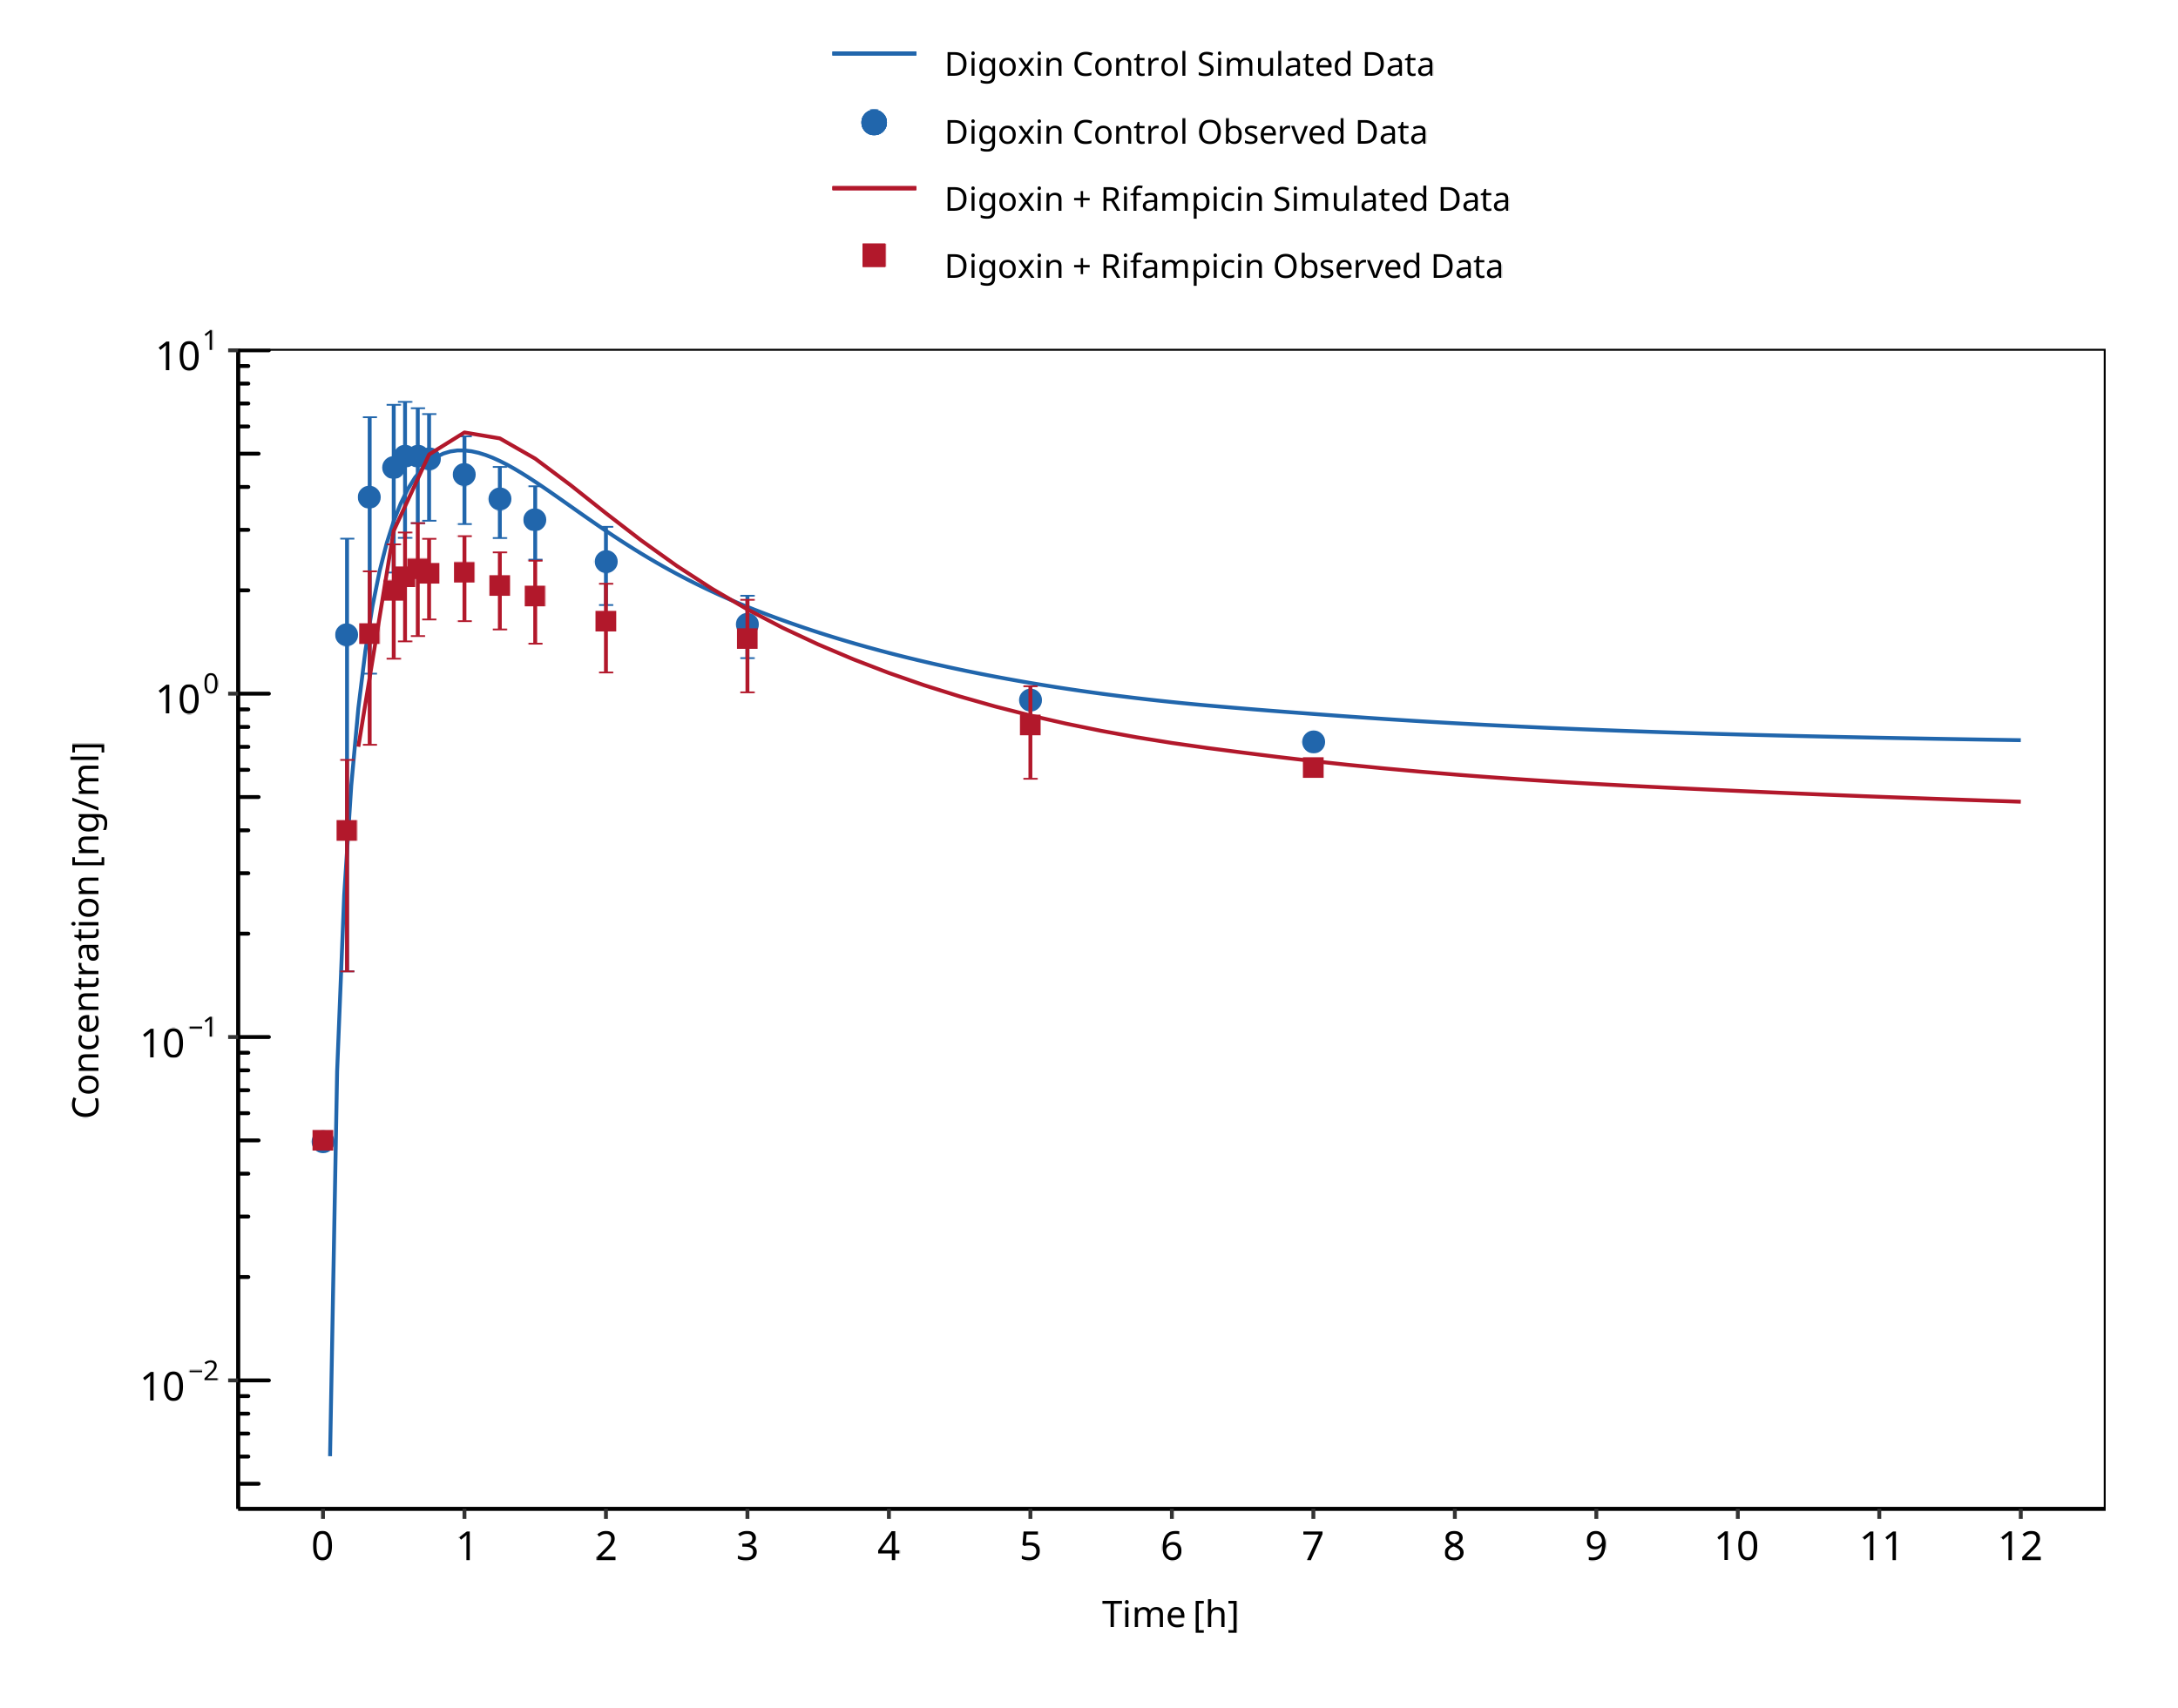 Digoxin Control Simulated Data
Digoxin Control Observed Data
Digoxin + Rifampicin Simulated Data
Digoxin + Rifampicin Observed Data
10^1
10^0
10^−1
10^−2
Concentration [ng/ml]
0 1 2 3 4 5 6 7 8 9 10 11 12
Time [h]